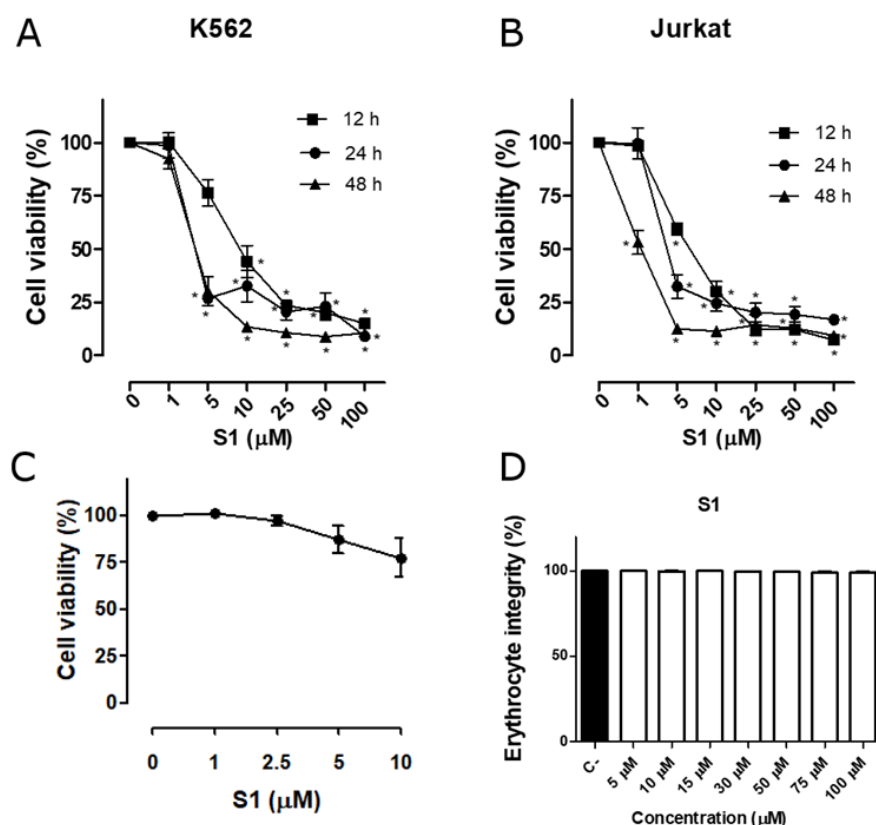 A
K562
Cell viability (%)
100
75
50
25
0
12 h
24 h
48 h
* * * * * * * * * * * * *
0 1 5 10 25 50 100
S1 (µM)
B
Jurkat
Cell viability (%)
100
75
50
25
0
12 h
24 h
48 h
* * * * * * * * * * * * * * * *
0 1 5 10 25 50 100
S1 (µM)
C
Cell viability (%)
100
75
50
25
0
0 1 2.5 5 10
S1 (µM)
D
S1
Erythrocyte integrity (%)
100
50
0
C- 5 µM 10 µM 15 µM 30 µM 50 µM 75 µM 100 µM
Concentration (µM)